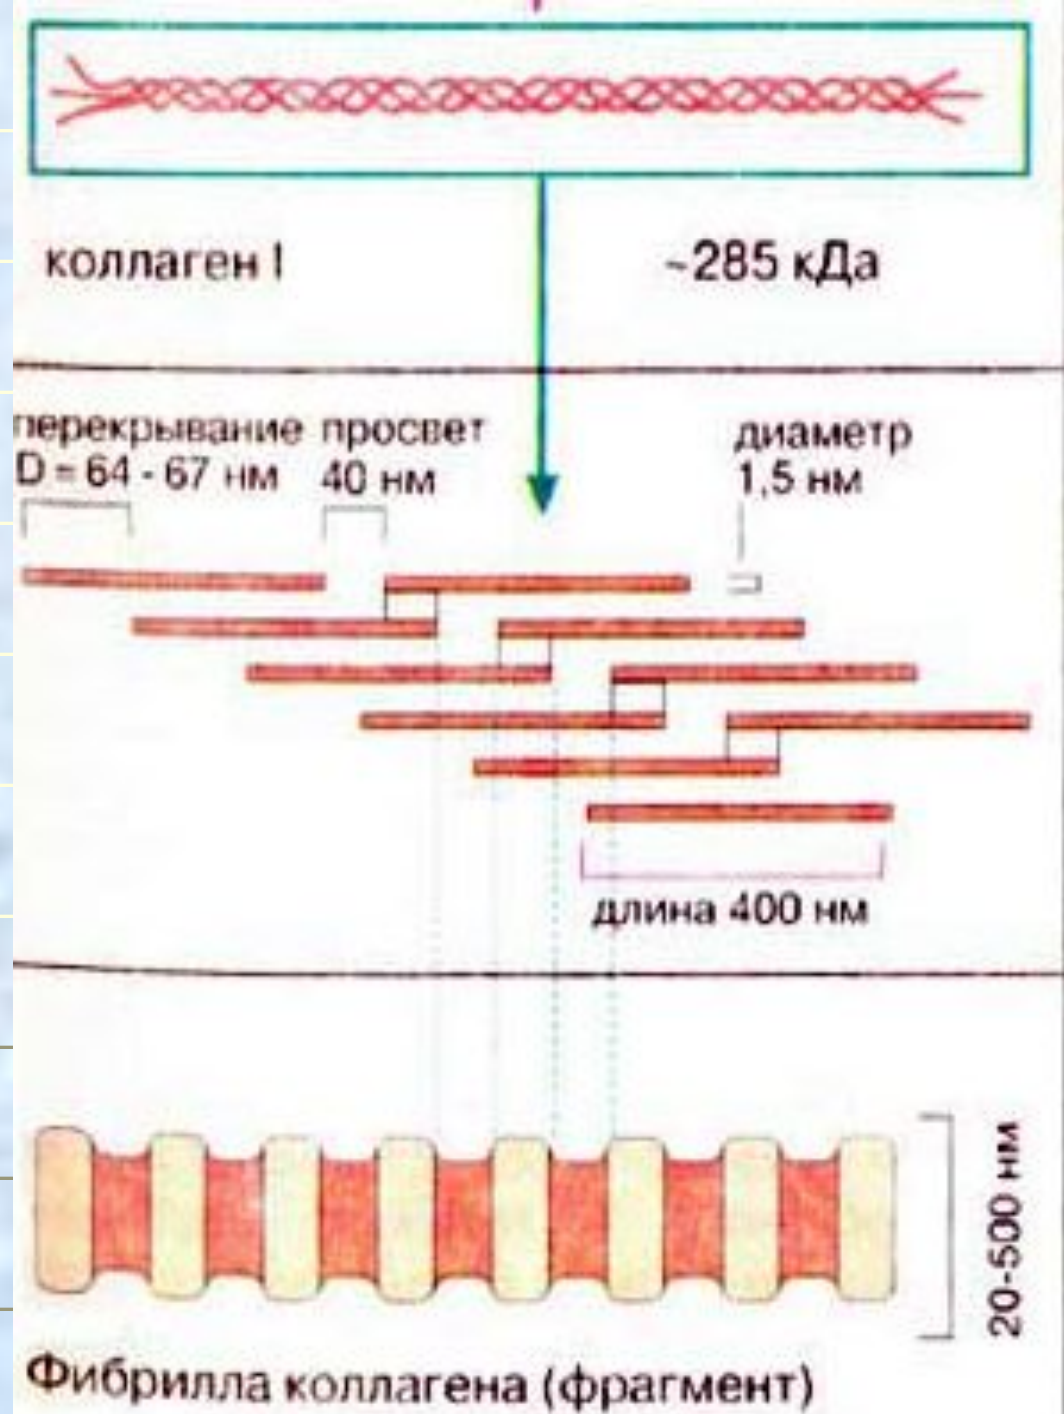 коллаген I
~285 кДа
перекрывание
D = 64 - 67 нм
просвет
40 нм
диаметр
1,5 нм
длина 400 нм
20-500 нм
Фибрилла коллагена (фрагмент)